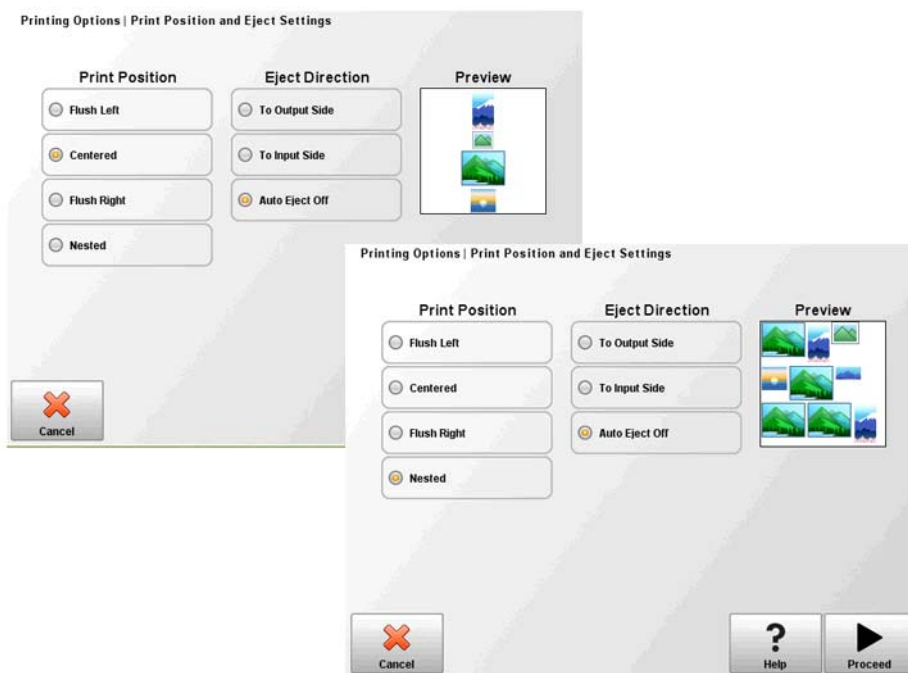 Printing Options | Print Position and Eject Settings
Print Position
Eject Direction
Preview
Flush Left
To Output Side
Centered
To Input Side
Flush Right
Auto Eject Off
Nested
Cancel
Printing Options | Print Position and Eject Settings
Print Position
Eject Direction
Preview
Flush Left
To Output Side
Centered
To Input Side
Flush Right
Auto Eject Off
Nested
Cancel
?
Help
Proceed